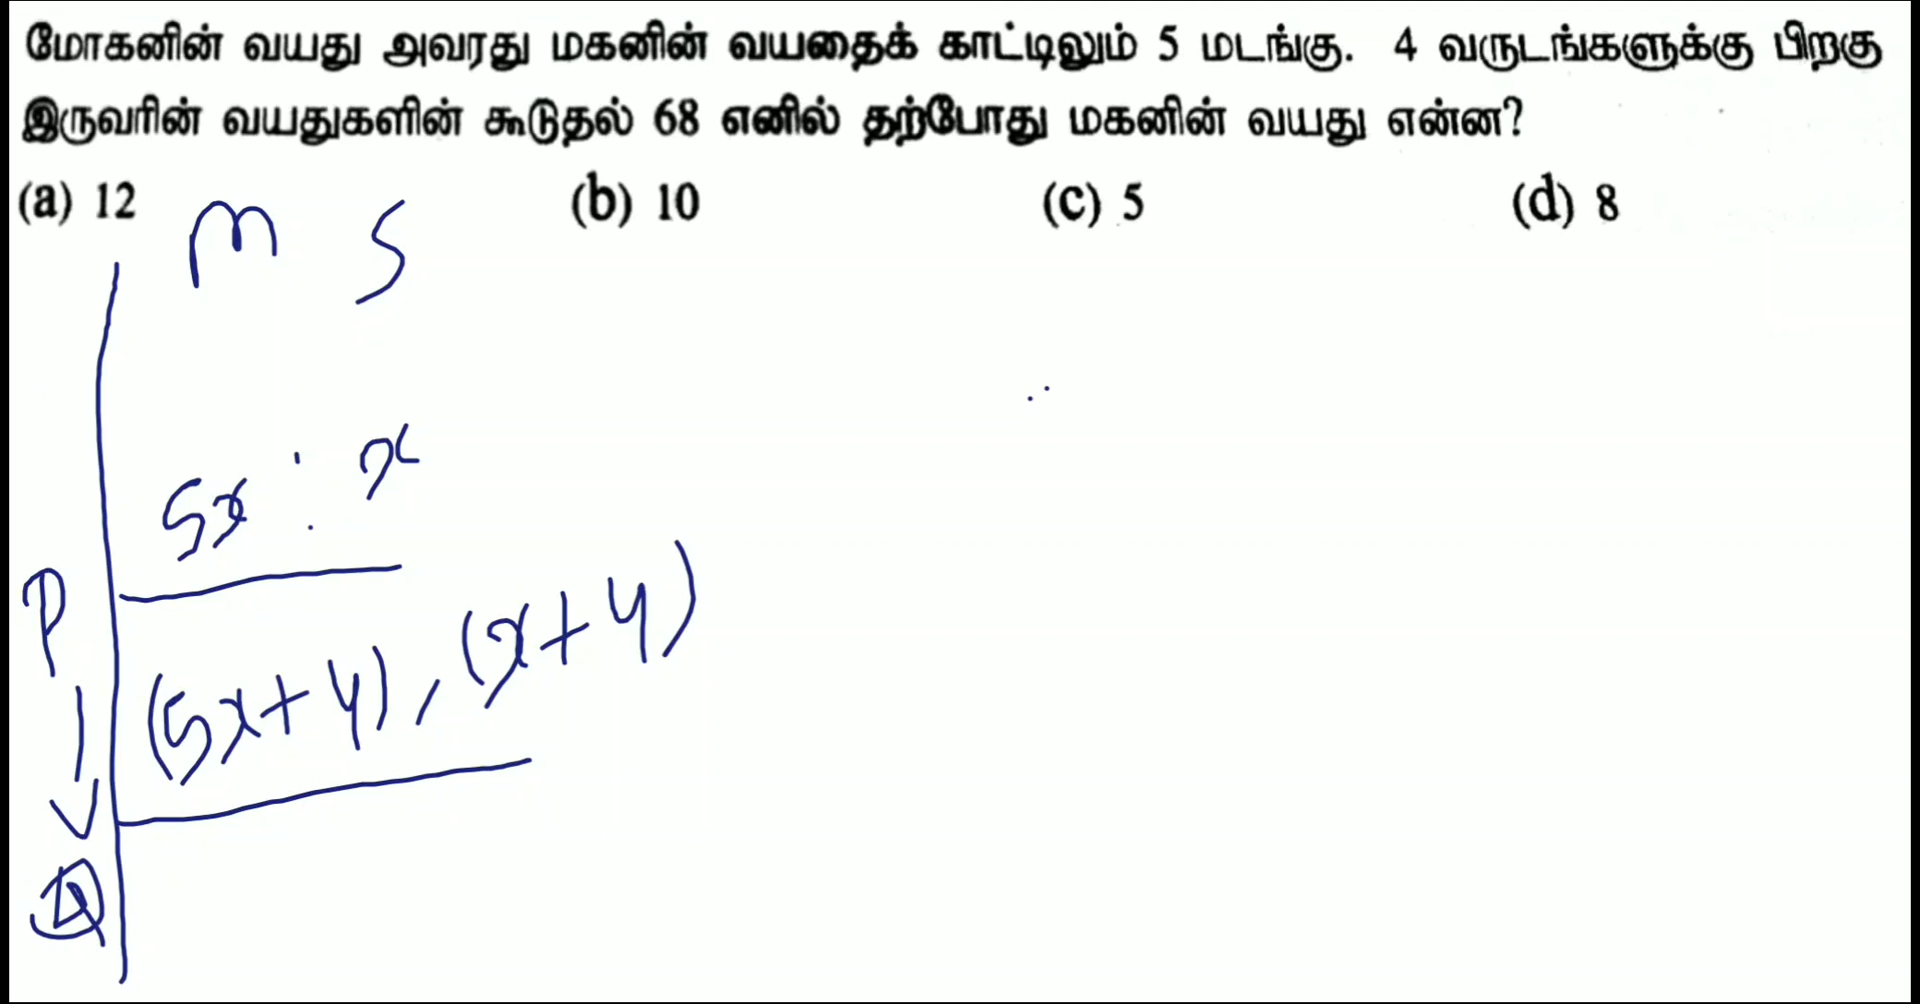 மோகனின் வயது அவரது மகனின் வயதைக் காட்டிலும் 5 மடங்கு. 4 வருடங்களுக்கு பிறகு
இருவரின் வயதுகளின் கூடுதல் 68 எனில் தற்போது மகனின் வயது என்ன?
(a) 12 (b) 10 (c) 5 (d) 8
M S
5x : x
P
(5x+4), (x+4)